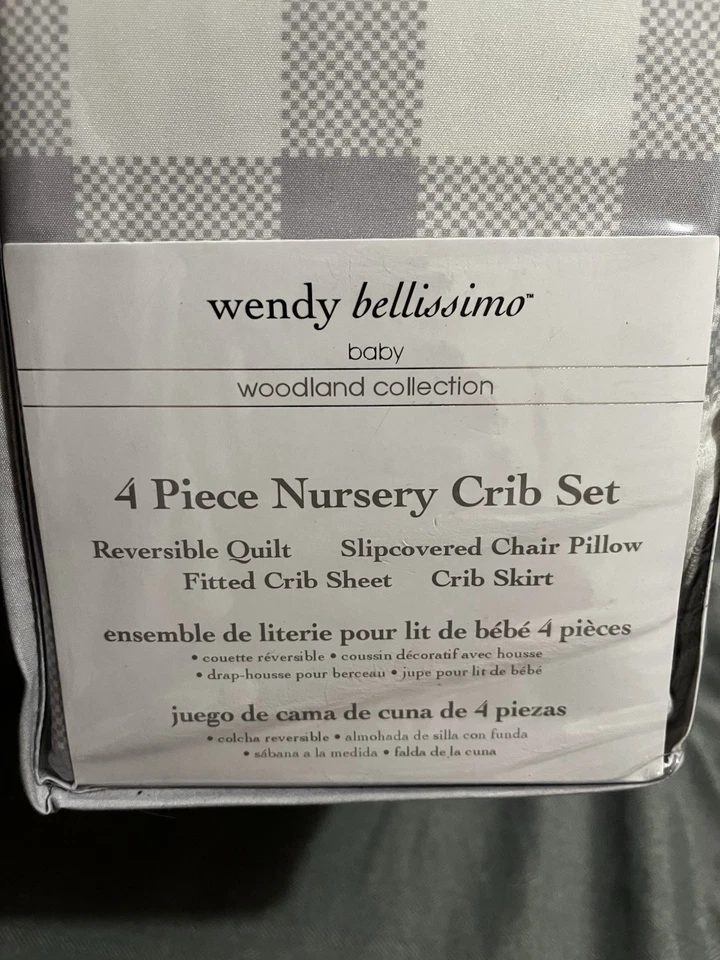 wendy bellissimo™
baby
woodland collection
4 Piece Nursery Crib Set
Reversible Quilt Slipcovered Chair Pillow
Fitted Crib Sheet Crib Skirt
ensemble de literie pour lit de bébé 4 pièces
• couette réversible • coussin décoratif avec housse
• drap-housse pour berceau • jupe pour lit de bébé
juego de cama de cuna de 4 piezas
• colcha reversible • almohada de silla con funda
• sábana a la medida • falda de la cuna